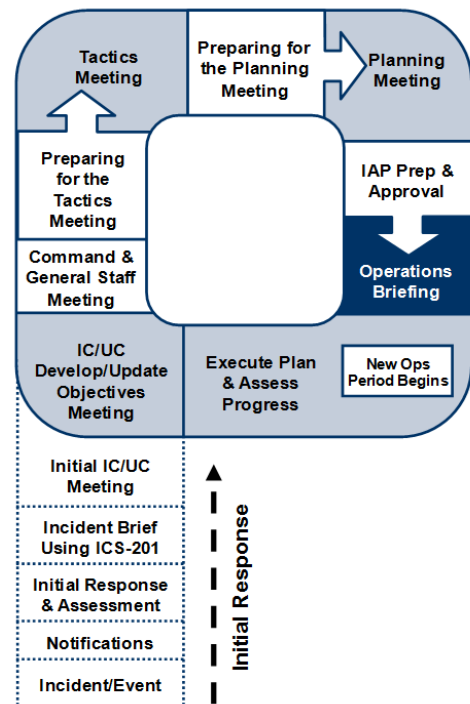 Tactics
Meeting
Preparing for
the Planning
Meeting
Planning
Meeting
Preparing
for the
Tactics
Meeting
IAP Prep &
Approval
Command &
General Staff
Meeting
Operations
Briefing
IC/UC
Develop/Update
Objectives
Meeting
Execute Plan
& Assess
Progress
New Ops
Period Begins
Initial IC/UC
Meeting
Incident Brief
Using ICS-201
Initial Response
& Assessment
Notifications
Incident/Event
Initial Response